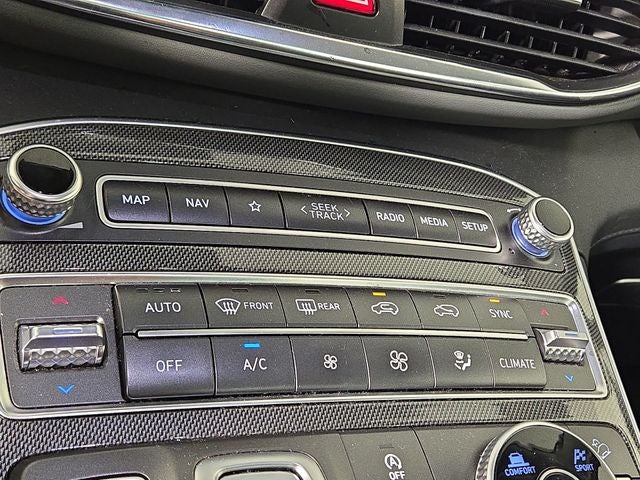 MAP NAV SEEK TRACK RADIO MEDIA SETUP
AUTO FRONT REAR SYNC
OFF A/C CLIMATE
OFF
COMFORT SPORT